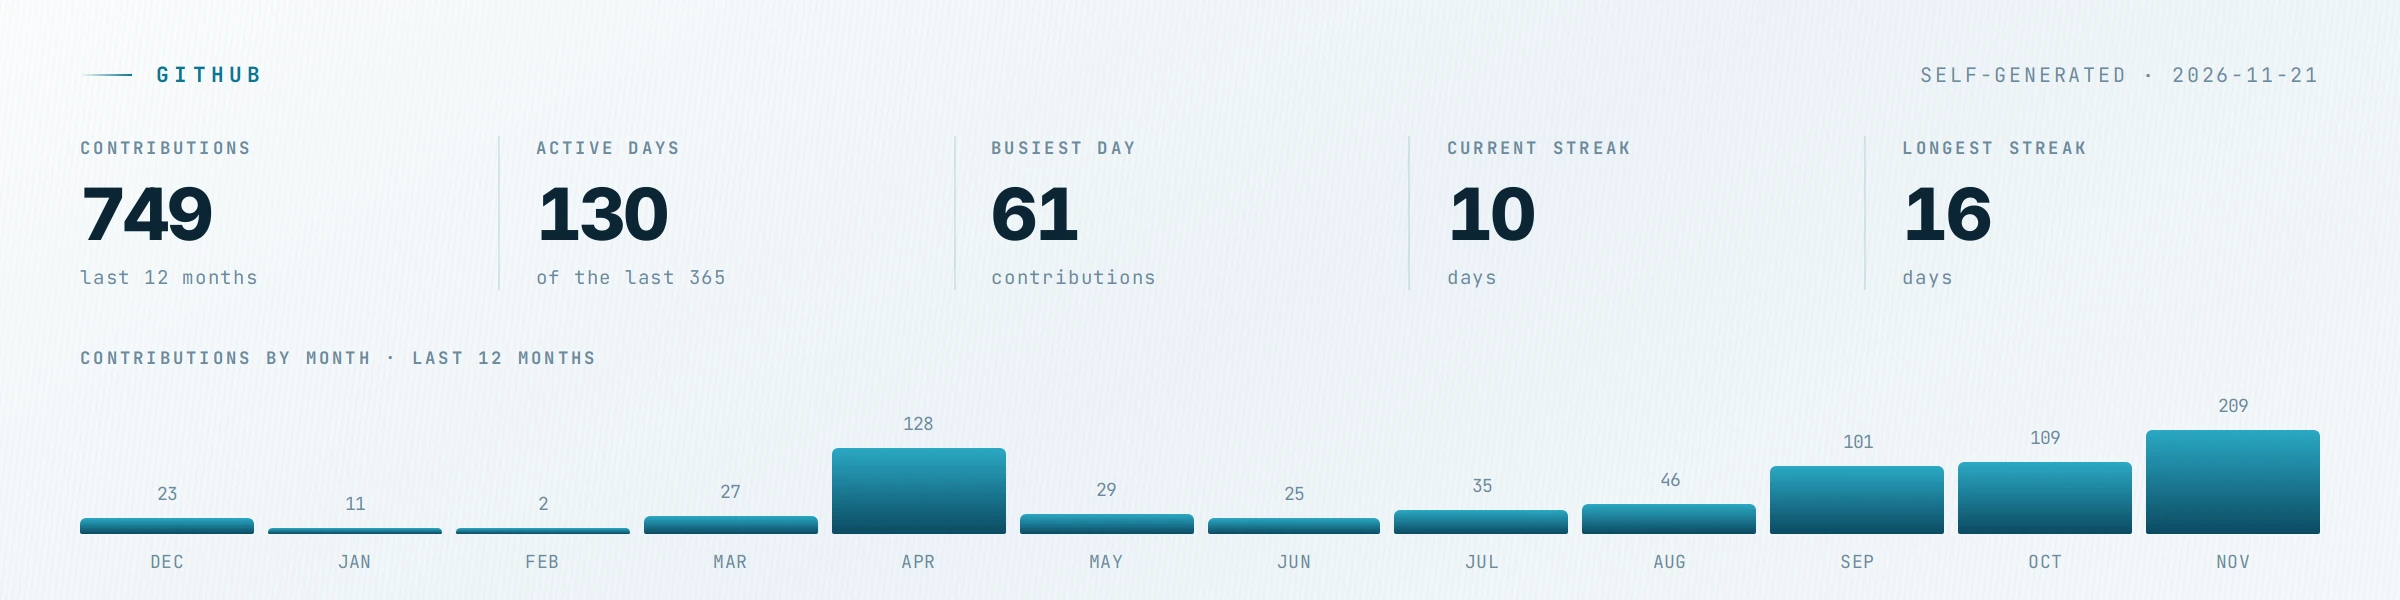 GITHUB
SELF-GENERATED · 2026-11-21
CONTRIBUTIONS
749
last 12 months
ACTIVE DAYS
130
of the last 365
BUSIEST DAY
61
contributions
CURRENT STREAK
10
days
LONGEST STREAK
16
days
CONTRIBUTIONS BY MONTH · LAST 12 MONTHS
23 11 2 27 128 29 25 35 46 101 109 209
DEC JAN FEB MAR APR MAY JUN JUL AUG SEP OCT NOV